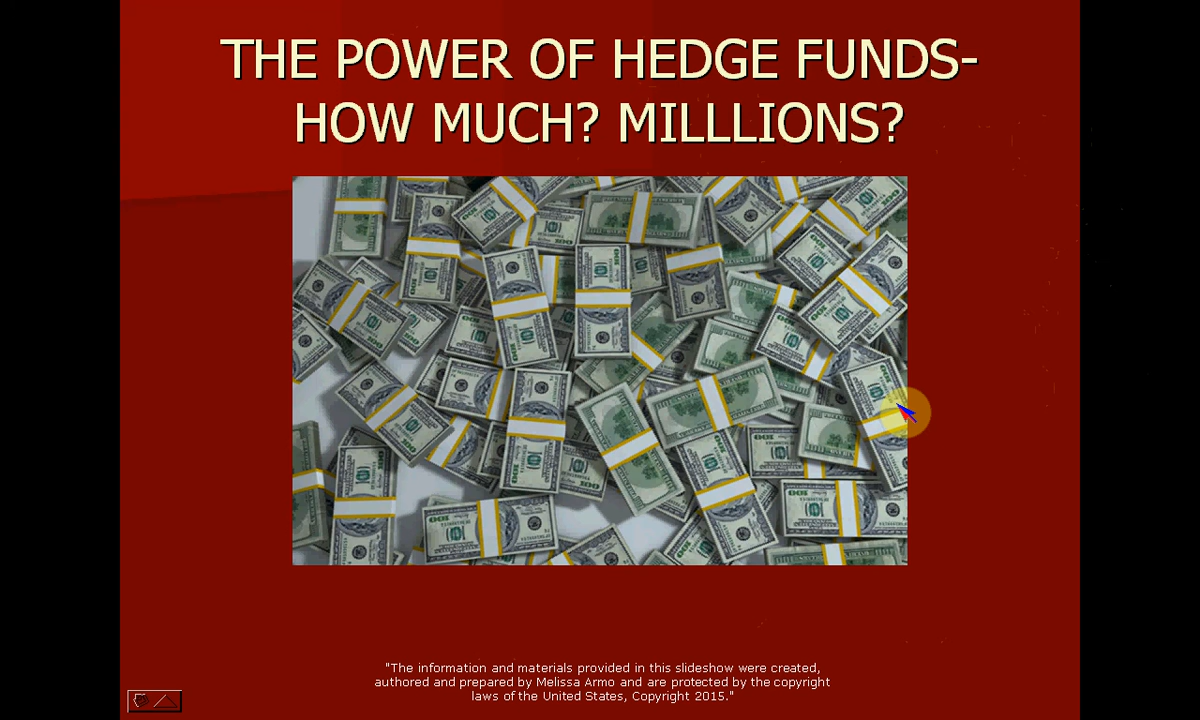 THE POWER OF HEDGE FUNDS-
HOW MUCH? MILLLIONS?
"The information and materials provided in this slideshow were created,
authored and prepared by Melissa Armo and are protected by the copyright
laws of the United States, Copyright 2015."